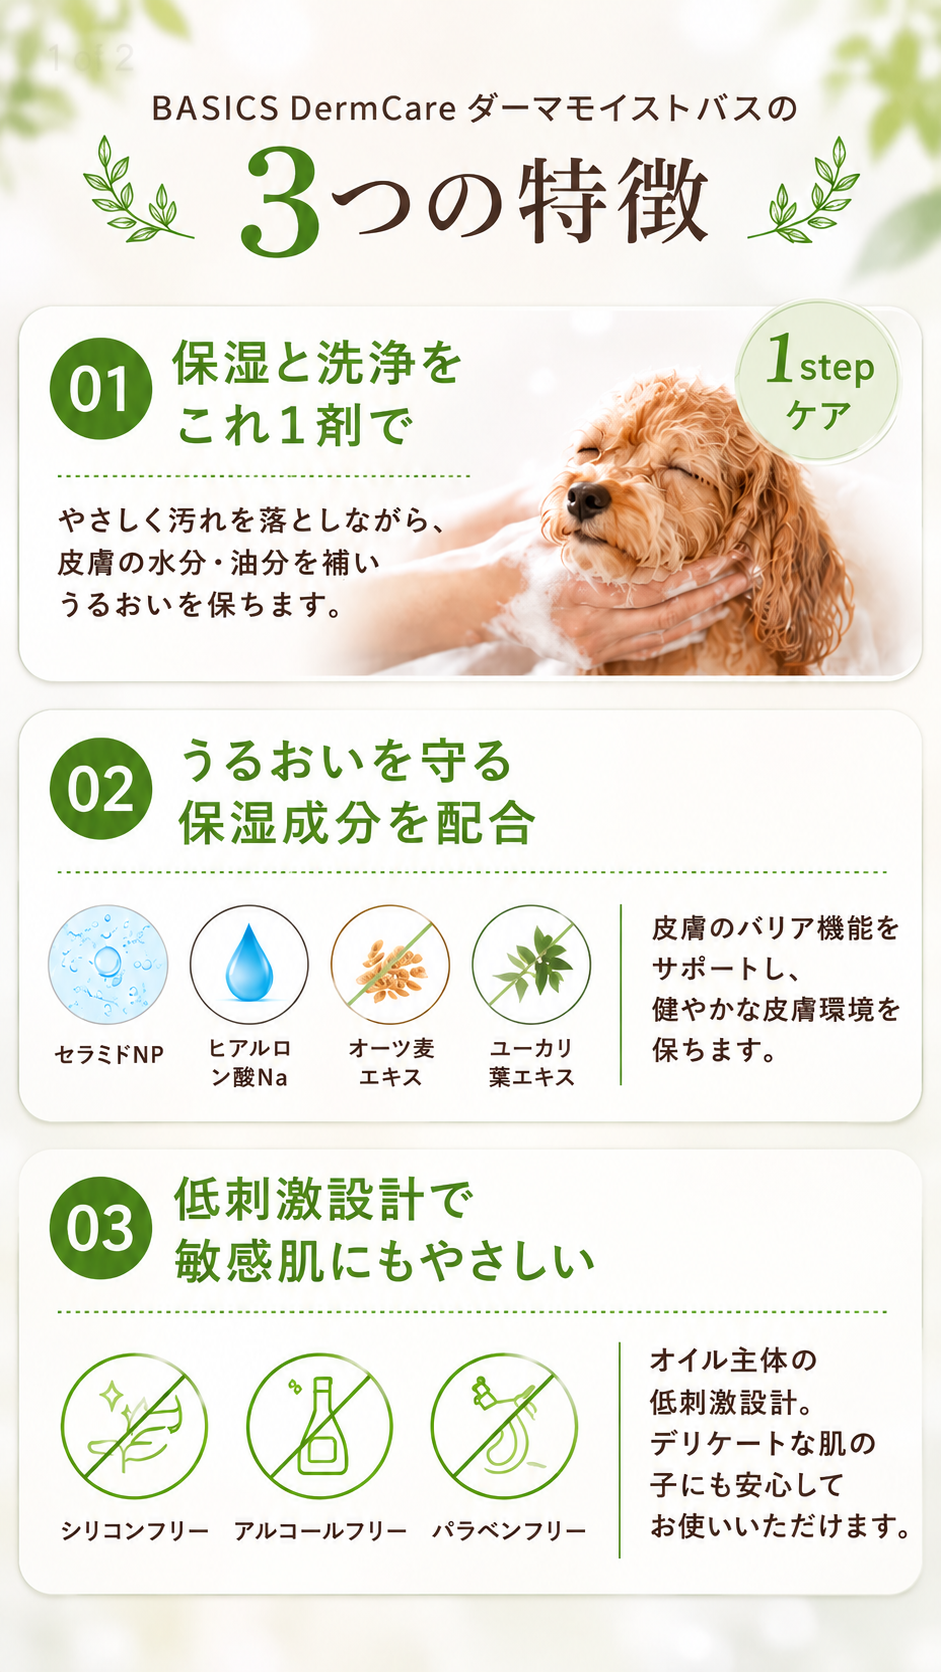 1 of 2
BASICS DermCare ダーマモイストバスの
3つの特徴
01
保湿と洗浄を
これ1剤で
1step
ケア
やさしく汚れを落としながら、
皮膚の水分・油分を補い
うるおいを保ちます。
02
うるおいを守る
保湿成分を配合
セラミドNP
ヒアルロ
ン酸Na
オーツ麦
エキス
ユーカリ
葉エキス
皮膚のバリア機能を
サポートし、
健やかな皮膚環境を
保ちます。
03
低刺激設計で
敏感肌にもやさしい
シリコンフリー
アルコールフリー
パラベンフリー
オイル主体の
低刺激設計。
デリケートな肌の
子にも安心して
お使いいただけます。